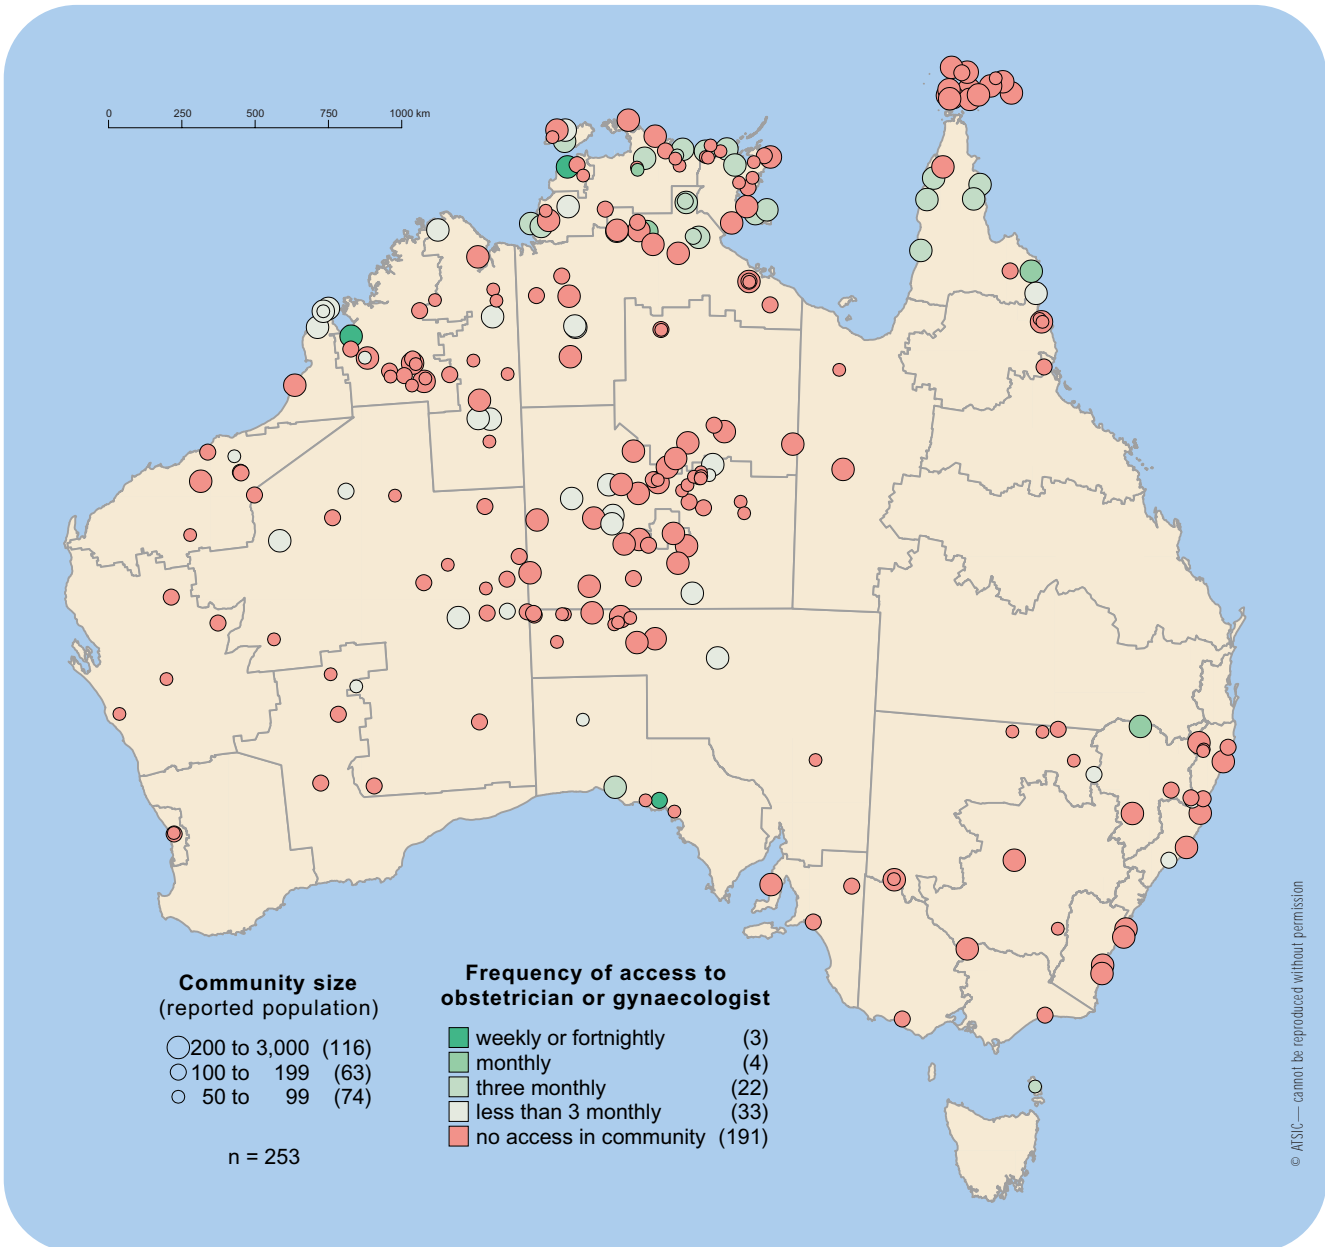 0 250 500 750 1000 km
Community size
(reported population)
200 to 3,000 (116)
100 to 199 (63)
50 to 99 (74)
n = 253
Frequency of access to
obstetrician or gynaecologist
weekly or fortnightly (3)
monthly (4)
three monthly (22)
less than 3 monthly (33)
no access in community (191)
© ATSIC— cannot be reproduced without permission